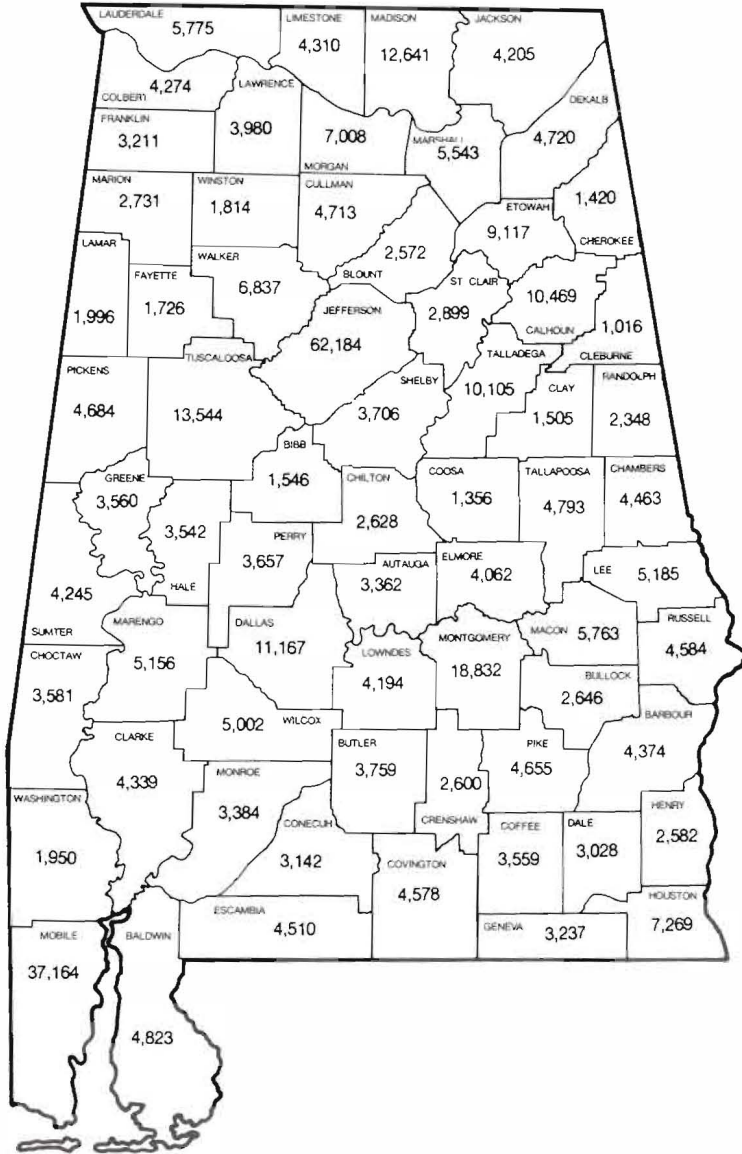 LAUDERDALE
5,775
LIMESTONE
4,310
MADISON
12,641
JACKSON
4,205
COLBERT
4,274
LAWRENCE
3,980
FRANKLIN
3,211
7,008
MORGAN
MARSHALL
5,543
DEKALB
4,720
MARION
2,731
WINSTON
1,814
CULLMAN
4,713
ETOWAH
9,117
1,420
CHEROKEE
LAMAR
1,996
FAYETTE
1,726
WALKER
6,837
2,572
BLOUNT
ST CLAIR
2,899
10,469
CALHOUN
1,016
CLEBURNE
JEFFERSON
62,184
TUSCALOOSA
13,544
PICKENS
4,684
SHELBY
3,706
TALLADEGA
10,105
CLAY
1,505
RANDOLPH
2,348
BIBB
1,546
GREENE
3,560
3,542
HALE
PERRY
3,657
CHILTON
2,628
COOSA
1,356
TALLAPOOSA
4,793
CHAMBERS
4,463
4,245
SUMTER
AUTAUGA
3,362
ELMORE
4,062
LEE
5,185
MARENGO
5,156
DALLAS
11,167
LOWNDES
4,194
MONTGOMERY
18,832
MACON
5,763
RUSSELL
4,584
CHOCTAW
3,581
BULLOCK
2,646
BARBOUR
4,374
5,002
WILCOX
CLARKE
4,339
BUTLER
3,759
2,600
CRENSHAW
PIKE
4,655
MONROE
3,384
WASHINGTON
1,950
CONECUH
3,142
COVINGTON
4,578
COFFEE
3,559
DALE
3,028
HENRY
2,582
ESCAMBIA
4,510
GENEVA
3,237
HOUSTON
7,269
MOBILE
37,164
BALDWIN
4,823